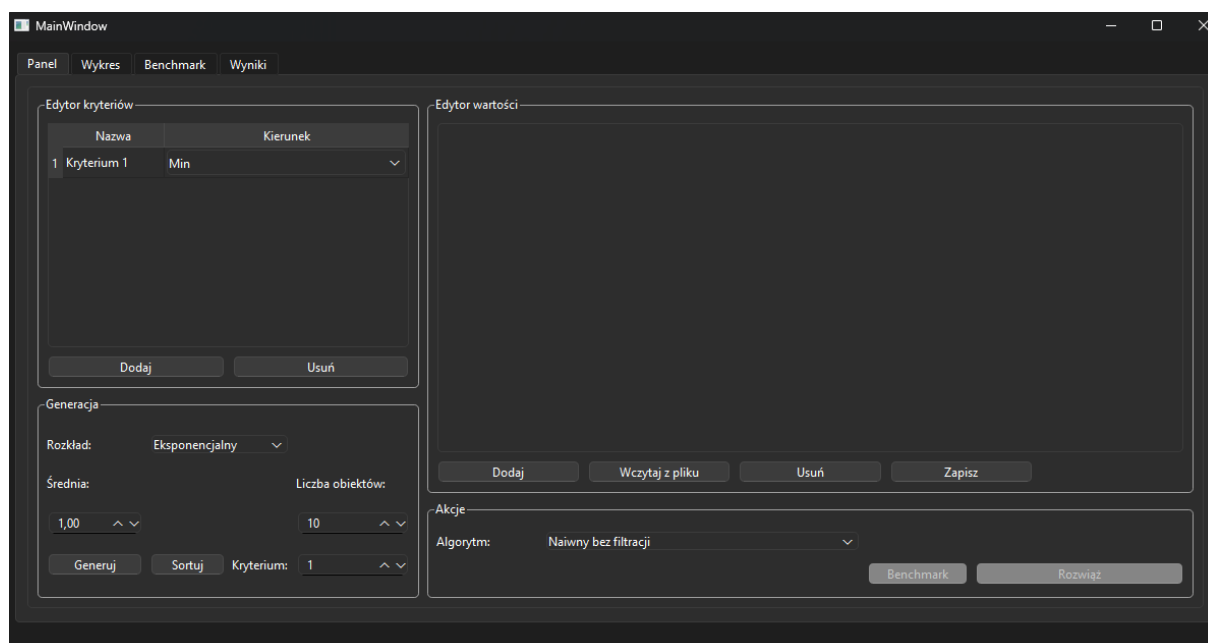 MainWindow
Panel Wykres Benchmark Wyniki
Edytor kryteriów
Nazwa Kierunek
1 Kryterium 1 Min
Dodaj Usuń
Generacja
Rozkład: Eksponencjalny
Średnia: Liczba obiektów:
1,00 10
Generuj Sortuj Kryterium: 1
Edytor wartości
Dodaj Wczytaj z pliku Usuń Zapisz
Akcje
Algorytm: Naiwny bez filtracji
Benchmark Rozwiąż